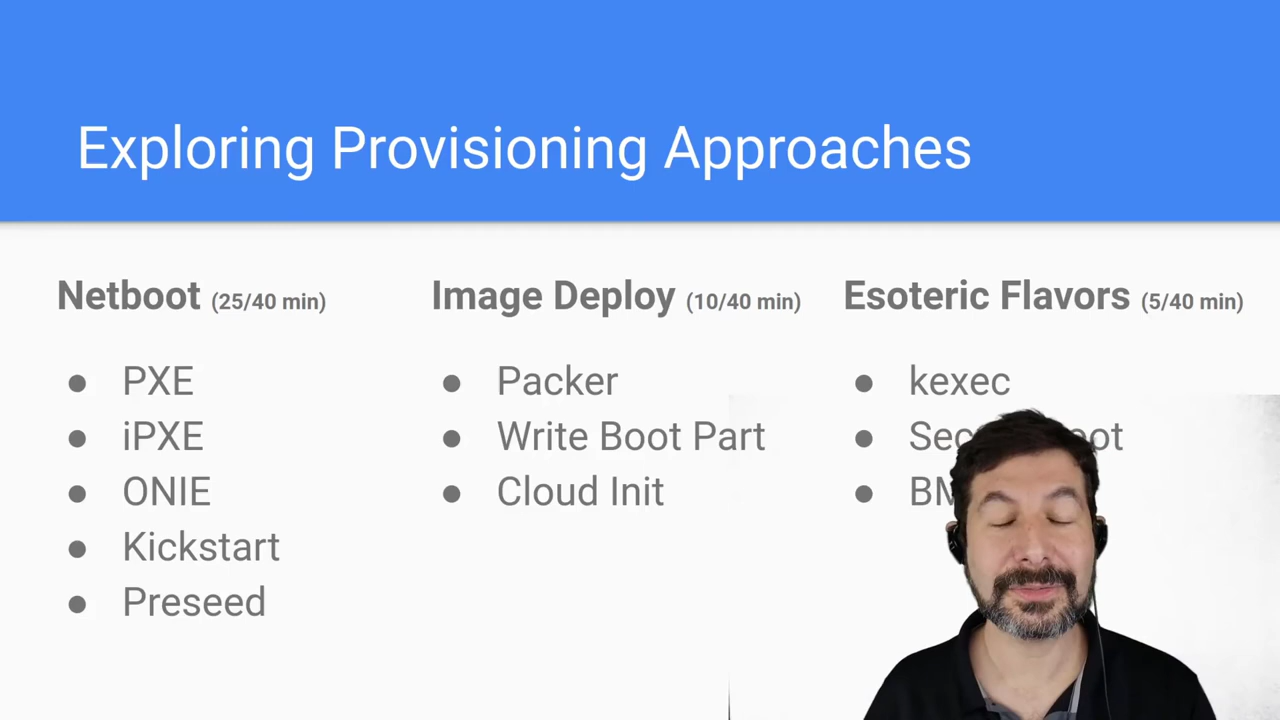 Exploring Provisioning Approaches
Netboot (25/40 min)
● PXE
● iPXE
● ONIE
● Kickstart
● Preseed
Image Deploy (10/40 min)
● Packer
● Write Boot Part
● Cloud Init
Esoteric Flavors (5/40 min)
● kexec